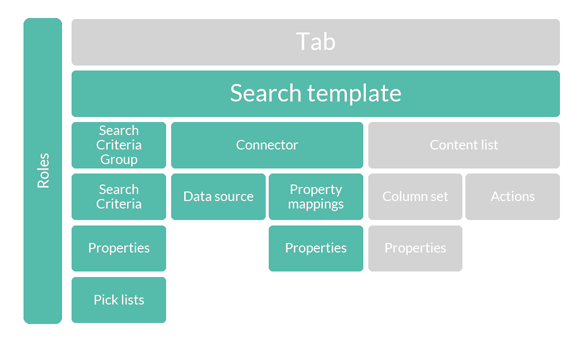 Roles
Tab
Search template
Search
Criteria
Group
Connector
Content list
Search
Criteria
Data source
Property
mappings
Column set
Actions
Properties
Properties
Properties
Pick lists